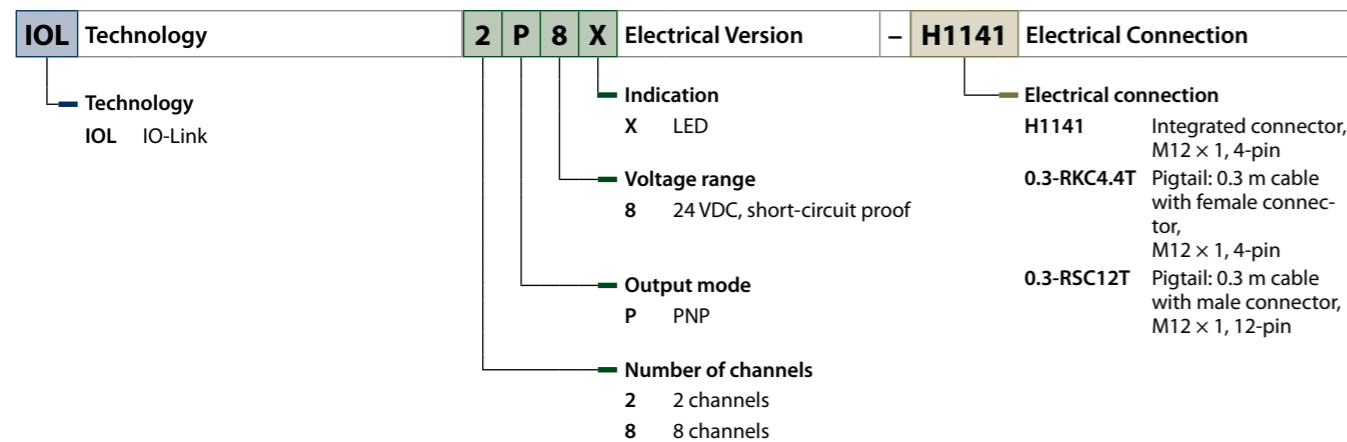 IOL Technology 2 P 8 X Electrical Version – H1141 Electrical Connection
Technology
IOL IO-Link
Indication
X LED
Voltage range
8 24 VDC, short-circuit proof
Output mode
P PNP
Number of channels
2 2 channels
8 8 channels
Electrical connection
H1141 Integrated connector,
M12 × 1, 4-pin
0.3-RKC4.4T Pigtail: 0.3 m cable
with female connec-
tor,
M12 × 1, 4-pin
0.3-RSC12T Pigtail: 0.3 m cable
with male connector,
M12 × 1, 12-pin